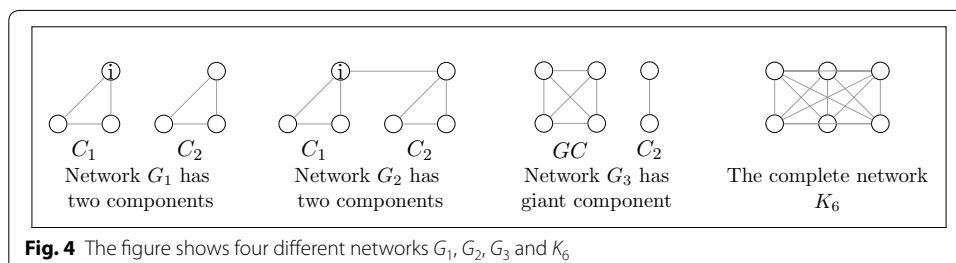 i
i
C₁ C₂ C₁ C₂ GC C₂
Network G₁ has Network G₂ has Network G₃ has The complete network
two components two components giant component K₆
Fig. 4 The figure shows four different networks G₁, G₂, G₃ and K₆